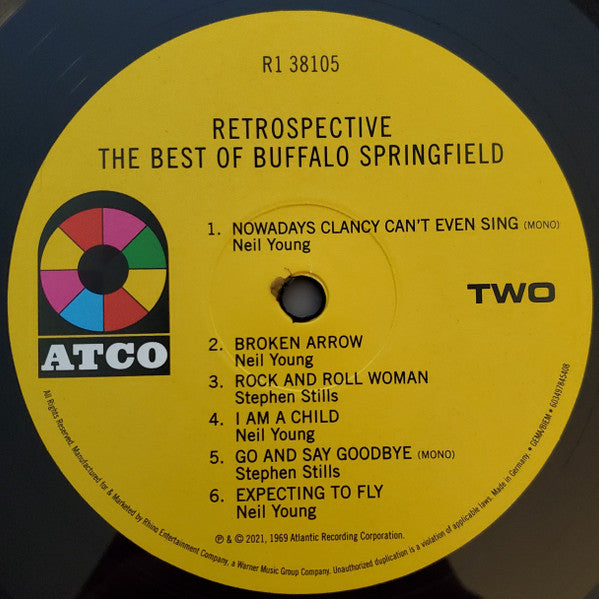 R1 38105
RETROSPECTIVE
THE BEST OF BUFFALO SPRINGFIELD
1. NOWADAYS CLANCY CAN'T EVEN SING (MONO)
Neil Young
ATCO
TWO
2. BROKEN ARROW
Neil Young
3. ROCK AND ROLL WOMAN
Stephen Stills
4. I AM A CHILD
Neil Young
5. GO AND SAY GOODBYE (MONO)
Stephen Stills
6. EXPECTING TO FLY
Neil Young
℗ & © 2021, 1969 Atlantic Recording Corporation.
All Rights Reserved. Manufactured for & Marketed by Rhino Entertainment Company, a Warner Music Group Company. Unauthorized duplication is a violation of applicable laws. Made in Germany. • GEMA/BIEM • 603497845408